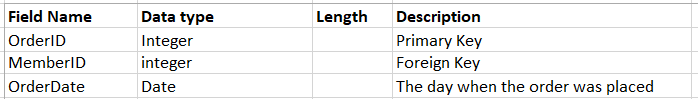 Field Name Data type Length Description
OrderID Integer Primary Key
MemberID integer Foreign Key
OrderDate Date The day when the order was placed